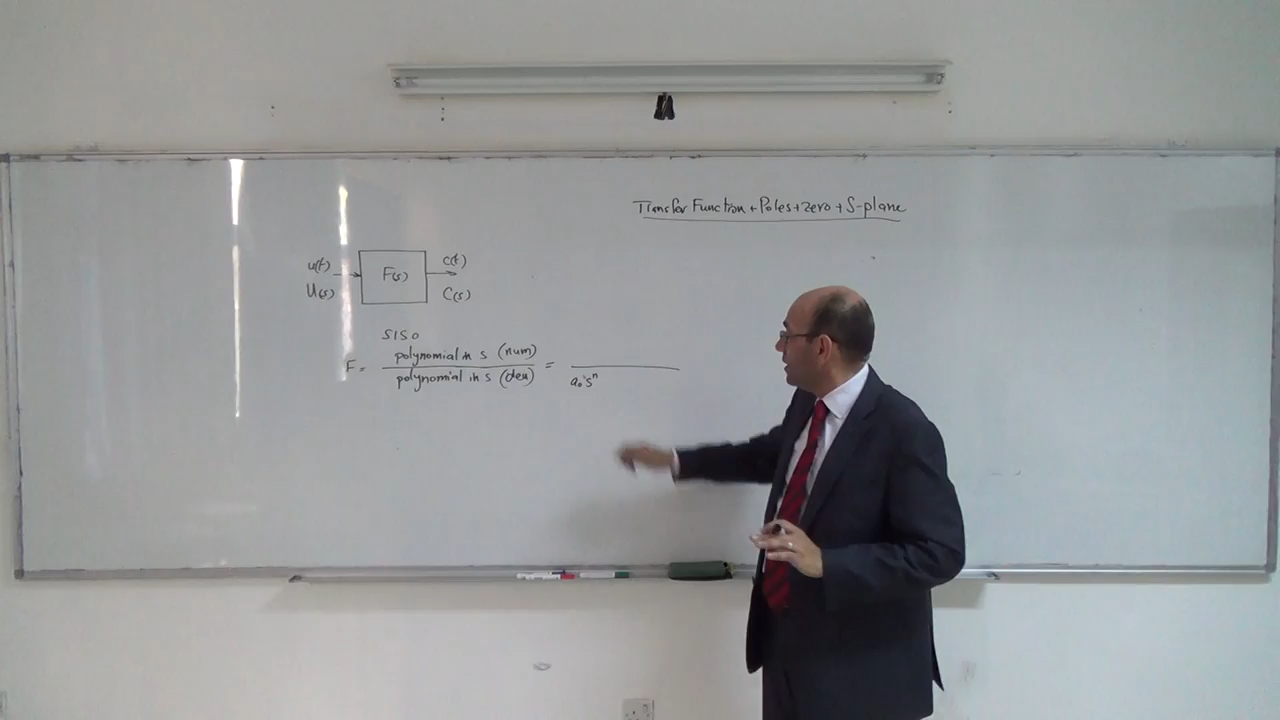 Transfer Function + Poles + zero + S-plane
u(t) F(s) c(t)
U(s) C(s)
SISO
F = polynomial in s (num) / polynomial in s (den) = / a₀sⁿ